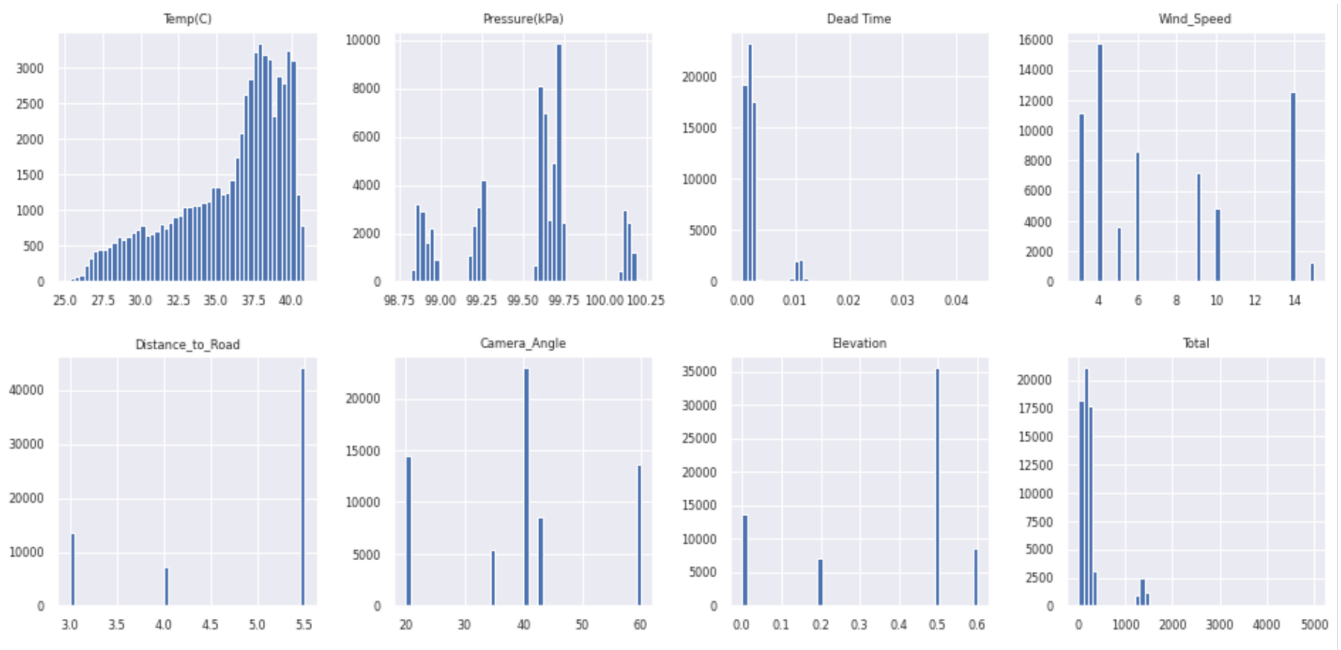 Temp(C) Pressure(kPa) Dead Time Wind_Speed
3000 2500 2000 1500 1000 500 0
25.0 27.5 30.0 32.5 35.0 37.5 40.0
10000 8000 6000 4000 2000 0
98.75 99.00 99.25 99.50 99.75 100.00 100.25
20000 15000 10000 5000 0
0.00 0.01 0.02 0.03 0.04
16000 14000 12000 10000 8000 6000 4000 2000 0
4 6 8 10 12 14
Distance_to_Road Camera_Angle Elevation Total
40000 30000 20000 10000 0
3.0 3.5 4.0 4.5 5.0 5.5
20000 15000 10000 5000 0
20 30 40 50 60
35000 30000 25000 20000 15000 10000 5000 0
0.0 0.1 0.2 0.3 0.4 0.5 0.6
20000 17500 15000 12500 10000 7500 5000 2500 0
0 1000 2000 3000 4000 5000